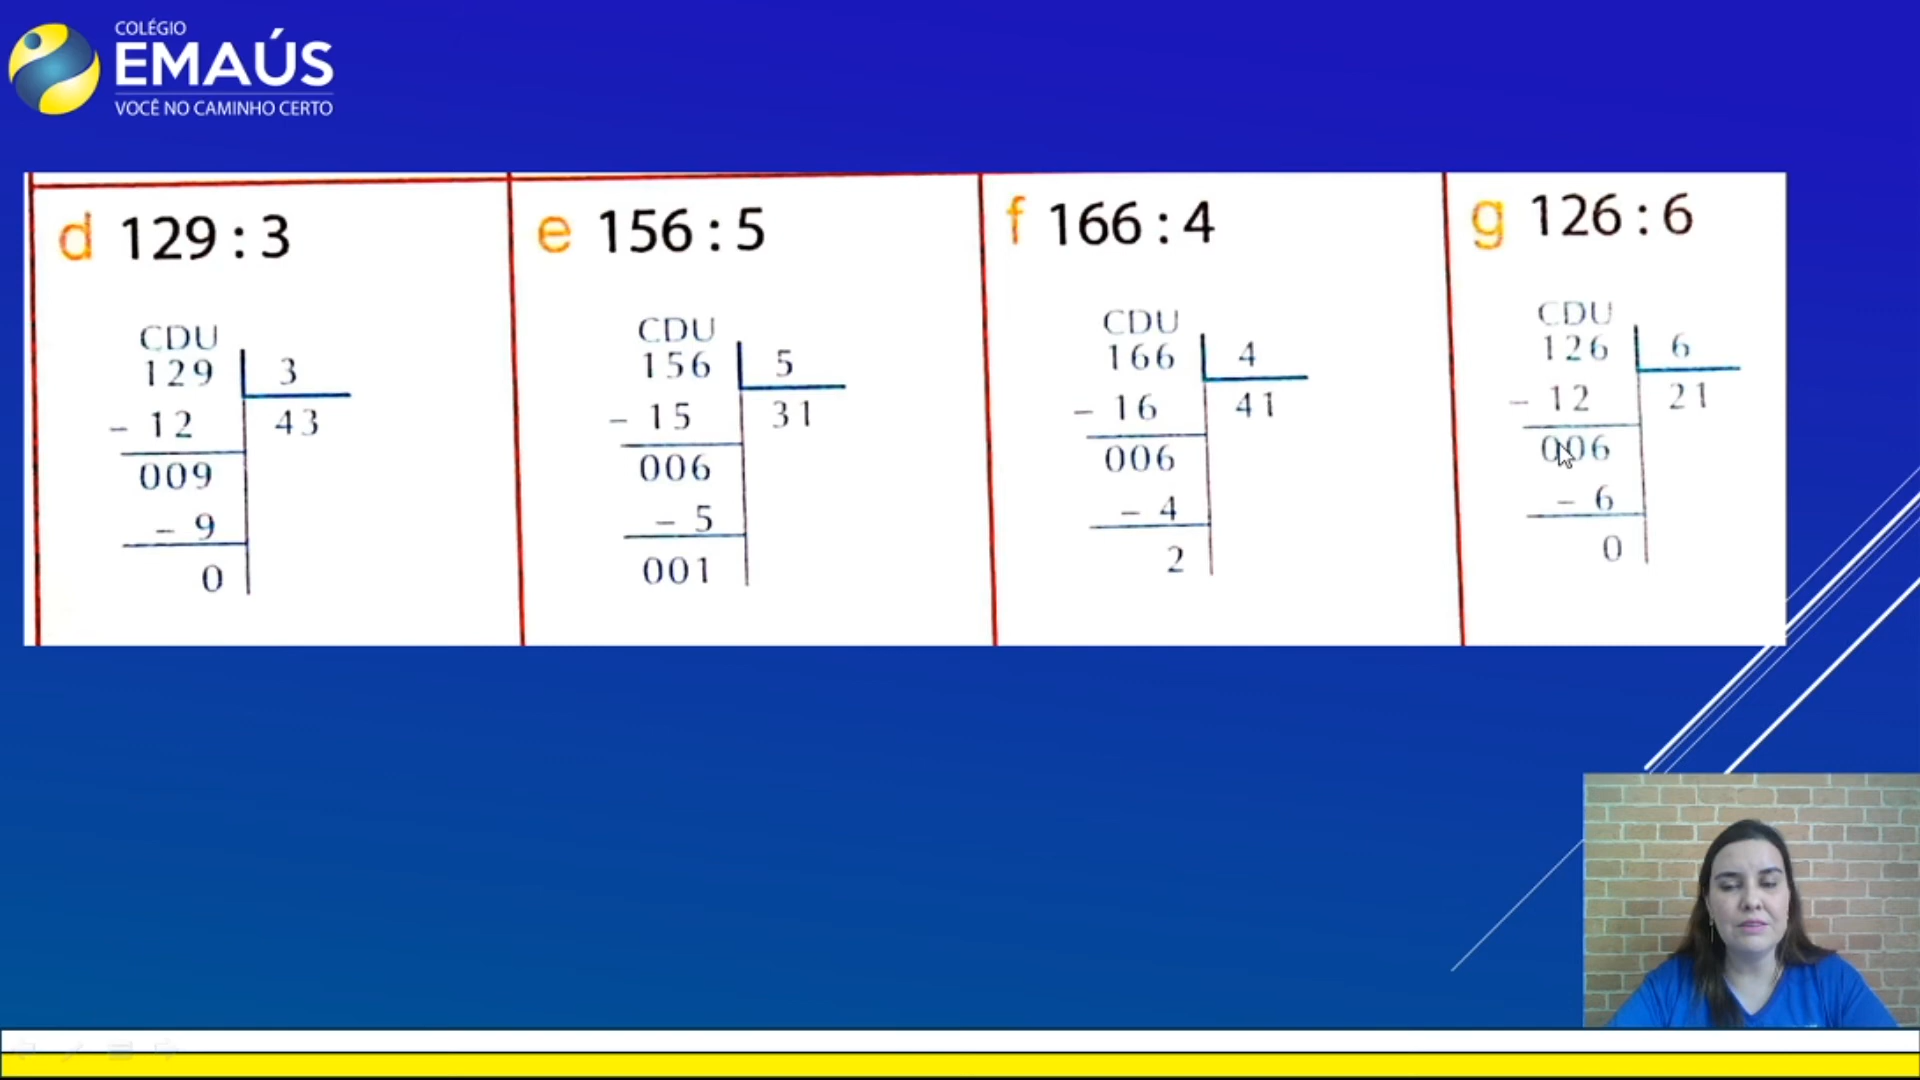 COLÉGIO
EMAÚS
VOCÊ NO CAMINHO CERTO
d 129 : 3
CDU
129 3
- 12 43
009
- 9
0
e 156 : 5
CDU
156 5
- 15 31
006
- 5
001
f 166 : 4
CDU
166 4
- 16 41
006
- 4
2
g 126 : 6
CDU
126 6
- 12 21
006
- 6
0